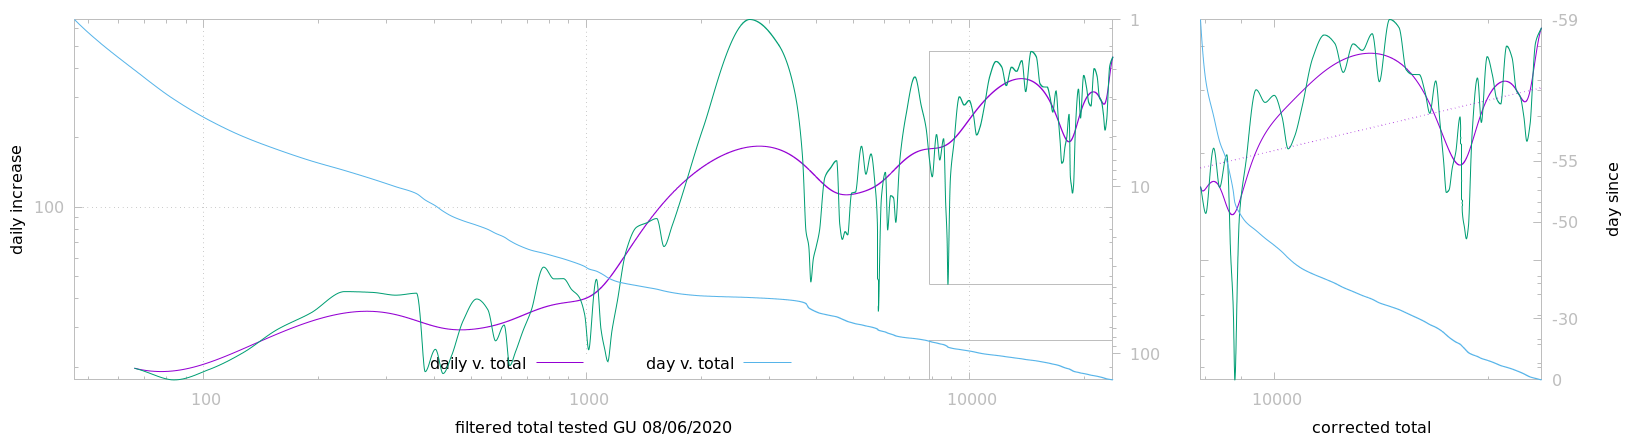 daily increase
100
daily v. total
day v. total
100
1000
10000
filtered total tested GU 08/06/2020
1
10
100
10000
corrected total
-59
-55
-50
-30
0
day since